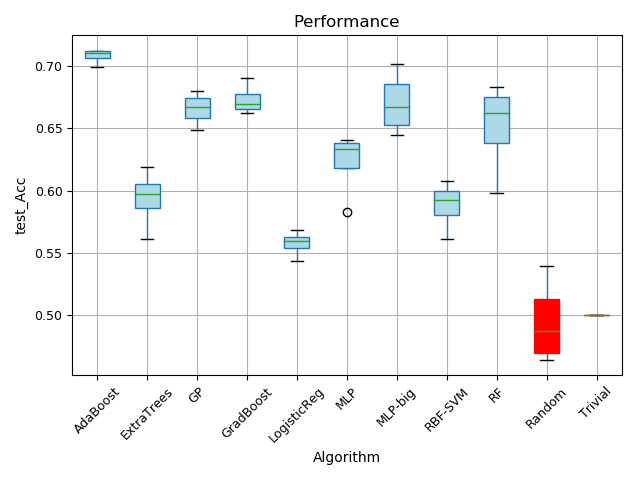 Performance
test_Acc
0.70
0.65
0.60
0.55
0.50
AdaBoost
ExtraTrees
GP
GradBoost
LogisticReg
MLP
MLP-big
RBF-SVM
RF
Random
Trivial
Algorithm